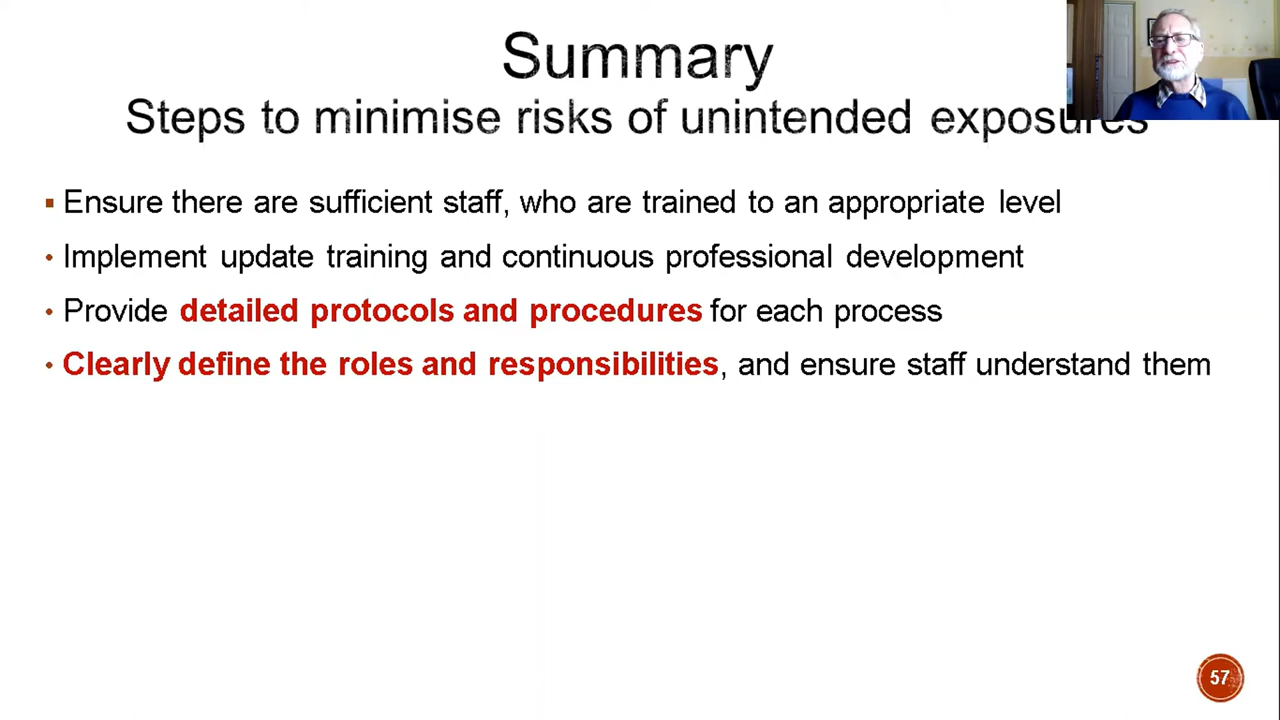 Summary
Steps to minimise risks of unintended exposures
Ensure there are sufficient staff, who are trained to an appropriate level
Implement update training and continuous professional development
Provide detailed protocols and procedures for each process
Clearly define the roles and responsibilities, and ensure staff understand them
57